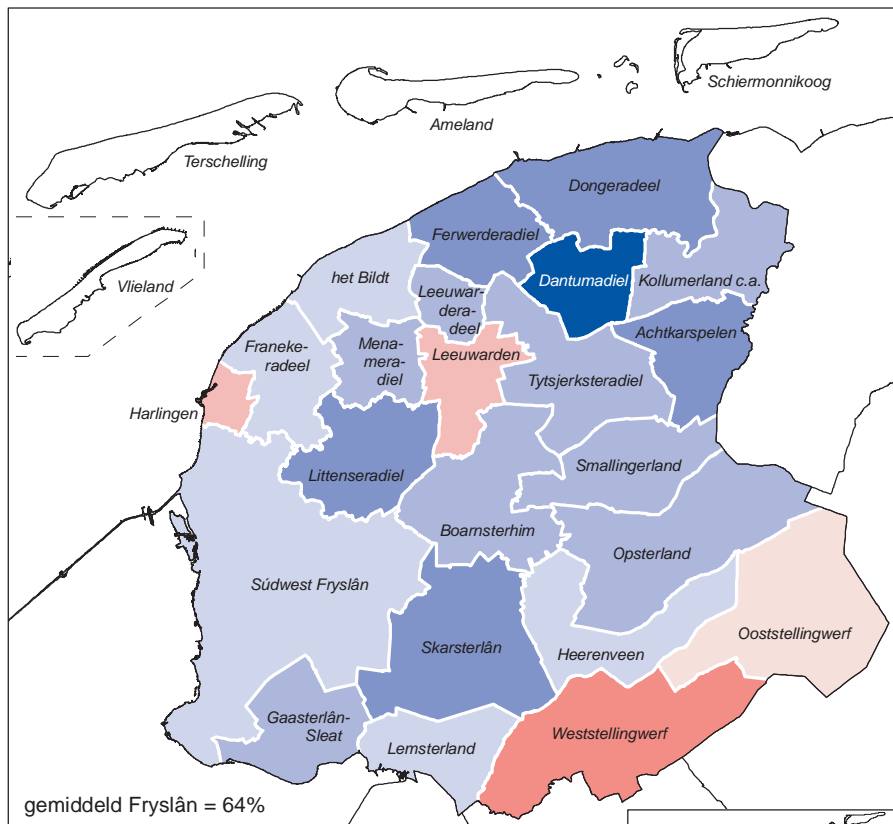 Schiermonnikoog
Ameland
Terschelling
Vlieland
Dongeradeel
Ferwerderadiel
Dantumadiel
Kollumerland c.a.
het Bildt
Leeuwar-
dera-
deel
Achtkarspelen
Franeke-
radeel
Mena-
mera-
diel
Leeuwarden
Tytsjerksteradiel
Harlingen
Littenseradiel
Smallingerland
Boarnsterhim
Opsterland
Súdwest Fryslân
Skarsterlân
Heerenveen
Ooststellingwerf
Gaasterlân-
Sleat
Lemsterland
Weststellingwerf
gemiddeld Fryslân = 64%